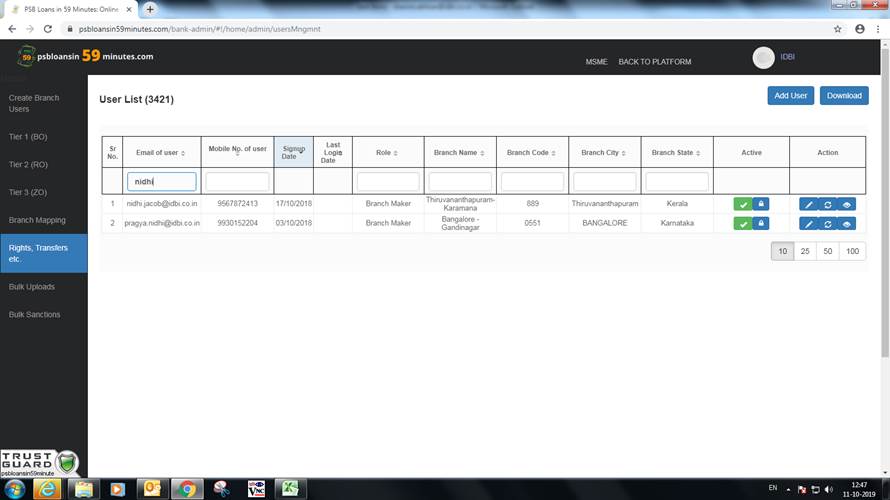 PSB Loans in 59 Minutes: Online
psbloansin59minutes.com/bank-admin/#!/home/admin/usersMngmnt
psbloansin 59 minutes.com
MSME BACK TO PLATFORM IDBI
Create Branch
Users
Tier 1 (BO)
Tier 2 (RO)
Tier 3 (ZO)
Branch Mapping
Rights, Transfers
etc.
Bulk Uploads
Bulk Sanctions
User List (3421)
Add User Download
Sr
No.
Email of user
Mobile No. of user
Signup
Date
Last
Login
Date
Role
Branch Name
Branch Code
Branch City
Branch State
Active
Action
nidhi
1 nidhi.jacob@idbi.co.in 9567872413 17/10/2018 Branch Maker Thiruvananthapuram-
Karamana 889 Thiruvananthapuram Kerala
2 pragya.nidhi@idbi.co.in 9930152204 03/10/2018 Branch Maker Bangalore -
Gandinagar 0551 BANGALORE Karnataka
10 25 50 100
TRUST
GUARD
psbloansin59minute
EN
12:47
11-10-2019